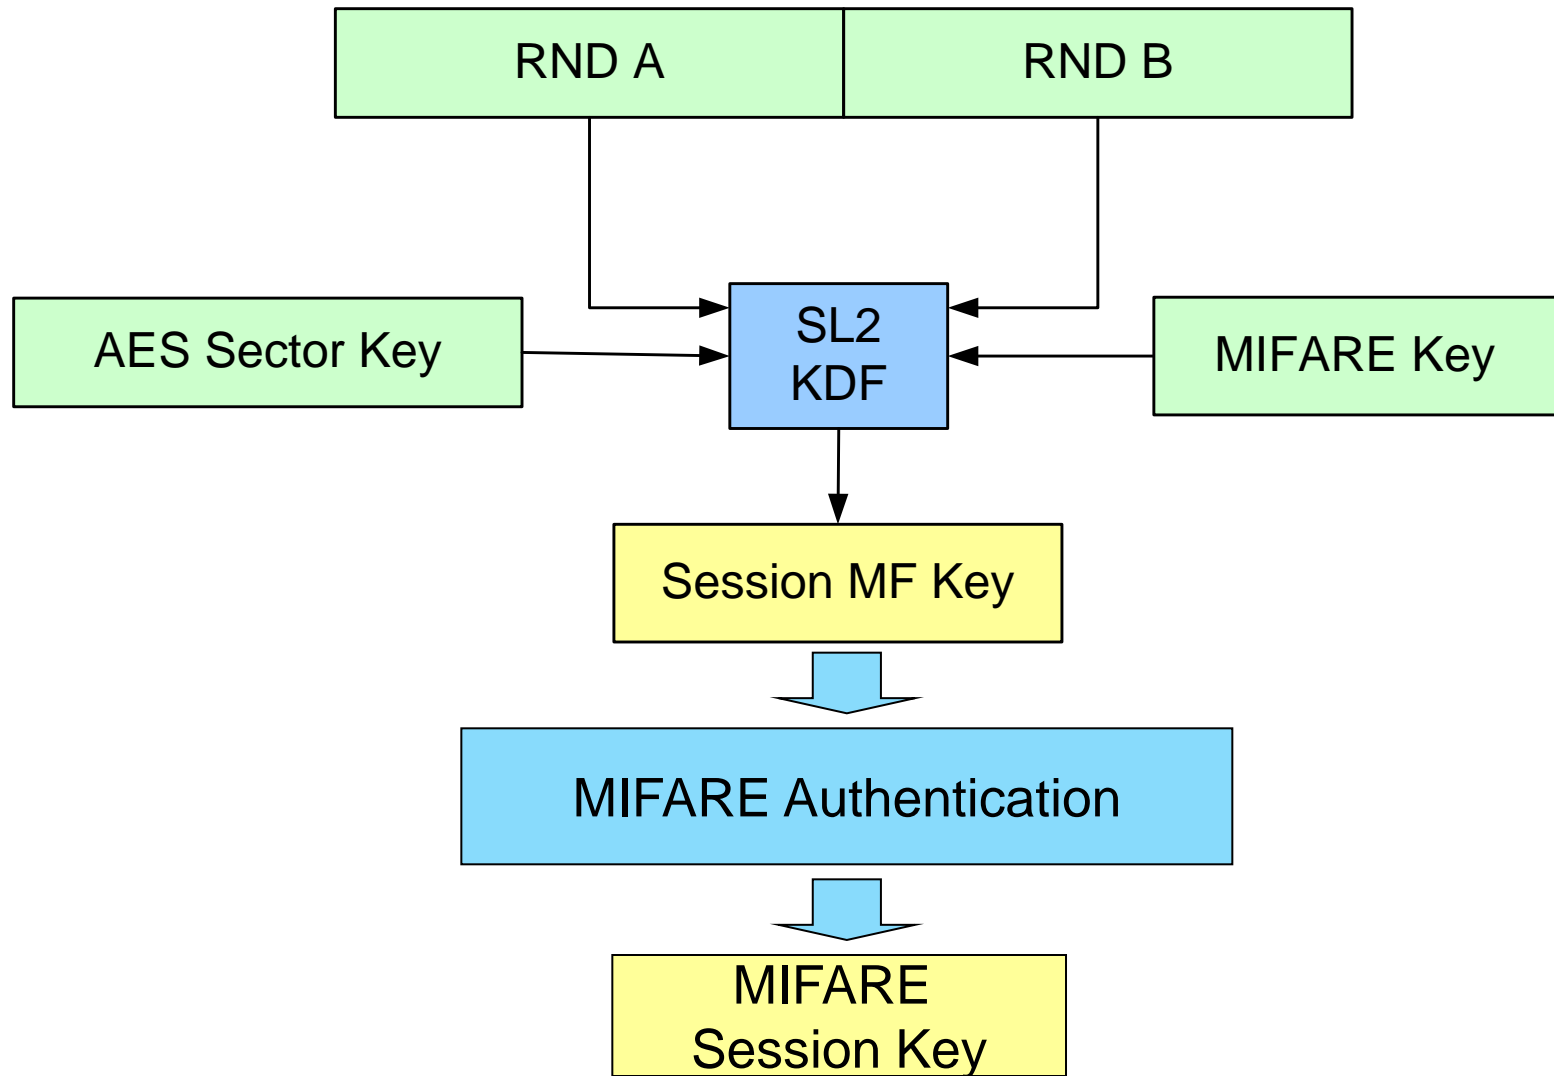 RND A
RND B
AES Sector Key
SL2
KDF
MIFARE Key
Session MF Key
MIFARE Authentication
MIFARE
Session Key